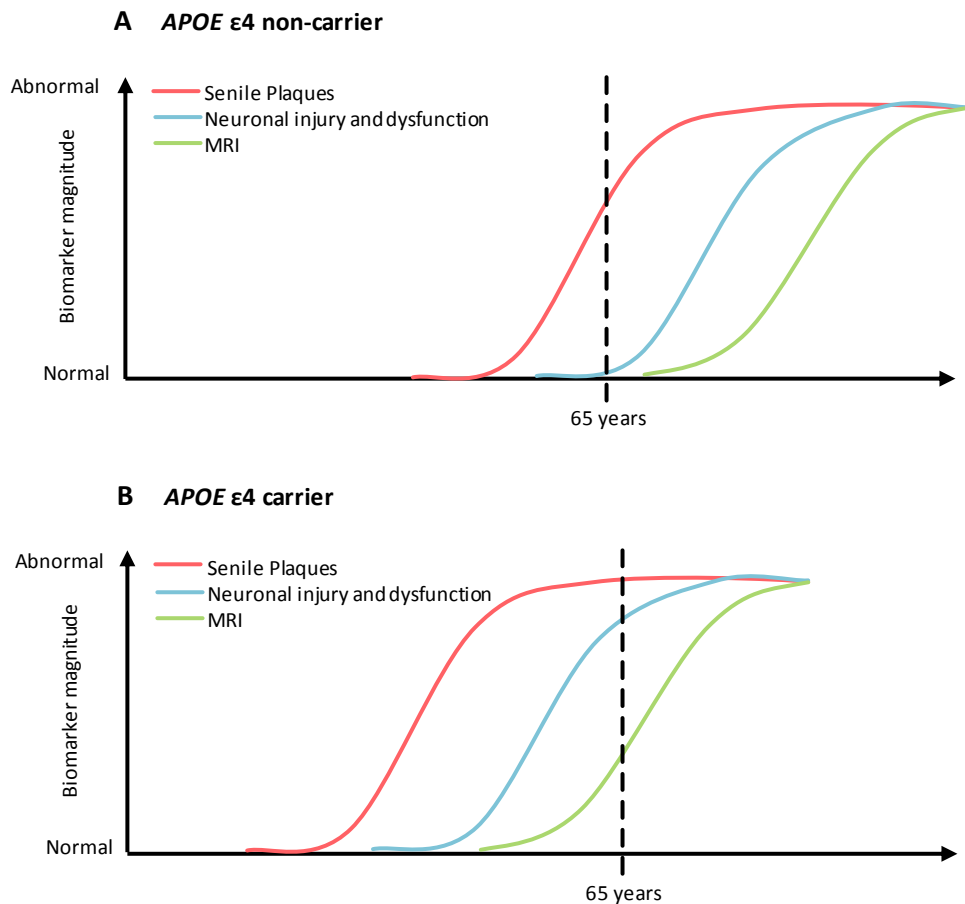 A APOE ε4 non-carrier
Abnormal
Senile Plaques
Neuronal injury and dysfunction
MRI
Biomarker magnitude
Normal
65 years
B APOE ε4 carrier
Abnormal
Senile Plaques
Neuronal injury and dysfunction
MRI
Biomarker magnitude
Normal
65 years